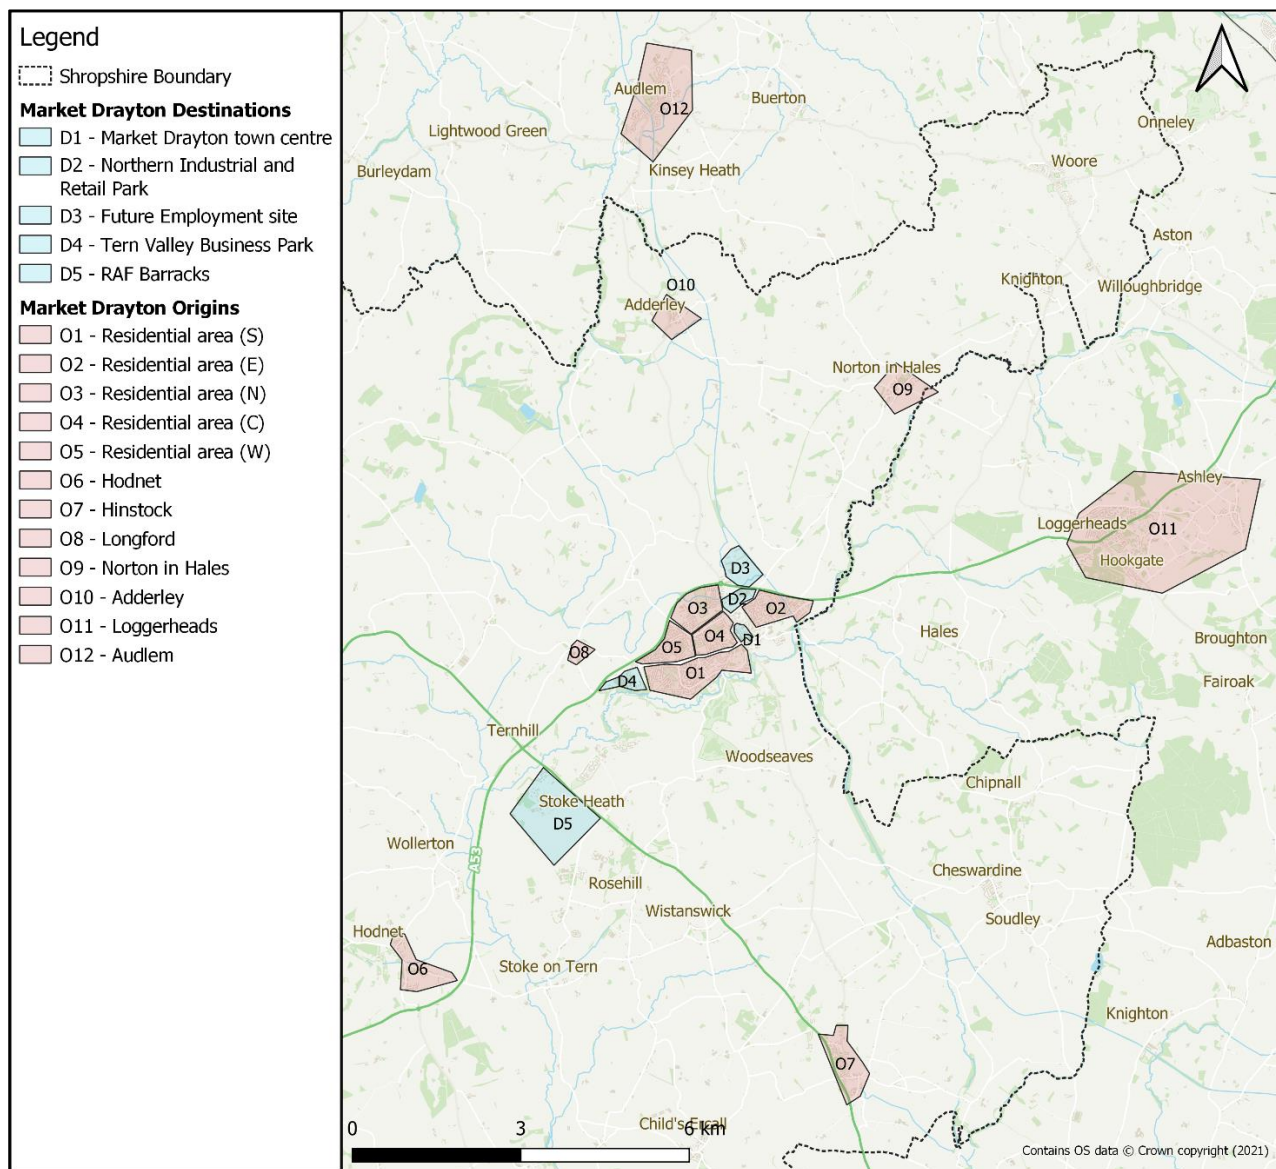 Legend
Shropshire Boundary
Market Drayton Destinations
D1 - Market Drayton town centre
D2 - Northern Industrial and
Retail Park
D3 - Future Employment site
D4 - Tern Valley Business Park
D5 - RAF Barracks
Market Drayton Origins
O1 - Residential area (S)
O2 - Residential area (E)
O3 - Residential area (N)
O4 - Residential area (C)
O5 - Residential area (W)
O6 - Hodnet
O7 - Hinstock
O8 - Longford
O9 - Norton in Hales
O10 - Adderley
O11 - Loggerheads
O12 - Audlem
Audlem
O12
Buerton
Lightwood Green
Onneley
Woore
Burleydam
Kinsey Heath
Aston
Knighton
Willoughbridge
O10
Adderley
Norton in Hales
O9
Ashley
Loggerheads
O11
Hookgate
D3
D2
O3
O2
O4
D1
O5
O8
O1
D4
Hales
Broughton
Fairoak
Ternhill
Woodseaves
Chipnall
Stoke Heath
D5
Wollerton
A53
Rosehill
Cheswardine
Wistanswick
Soudley
Hodnet
O6
Stoke on Tern
Adbaston
Knighton
O7
Child's Ercall
0
3
6 km
Contains OS data © Crown copyright (2021)